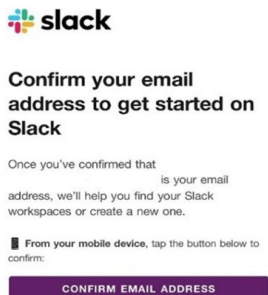 slack
Confirm your email
address to get started on
Slack
Once you've confirmed that
is your email
address, we'll help you find your Slack
workspaces or create a new one.
From your mobile device, tap the button below to
confirm:
CONFIRM EMAIL ADDRESS